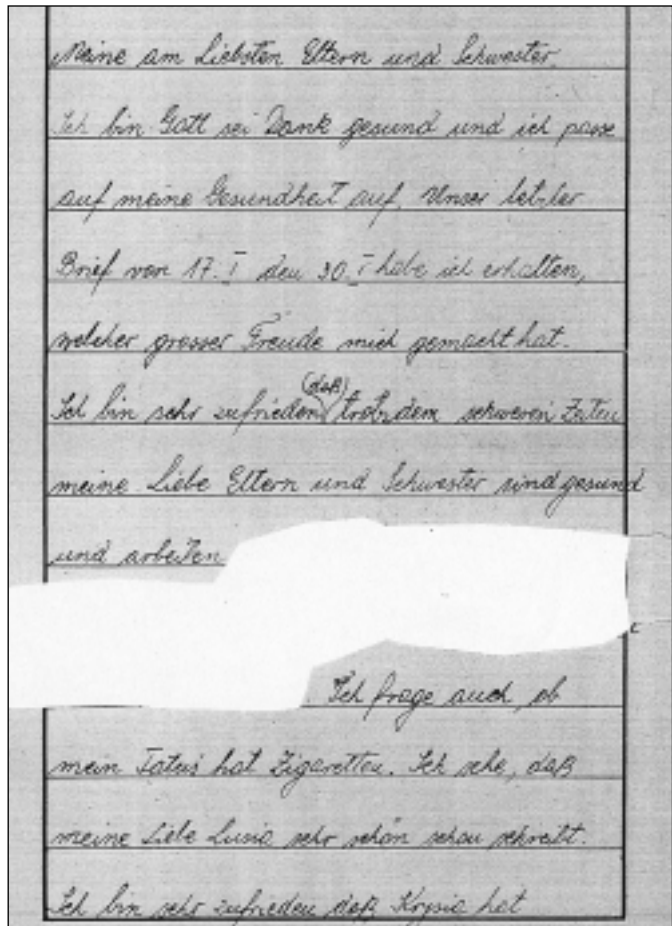 Meine am Liebsten Eltern und Schwester.
Ich bin Gott sei Dank gesund und ich passe
auf meine Gesundheit auf. Unser letzter
Brief von 17.I den 30.I habe ich erhalten,
welcher grosser Freude mich gemacht hat.
Ich bin sehr zufrieden (daß) trotzdem schweren Zeiten
meine Liebe Eltern und Schwester sind gesund
und arbeiten
. Ich frage auch, ob
mein Tatuś hat Zigaretten. Ich sehe, daß
meine Liebe Lusia sehr schön schon schreibt.
Ich bin sehr zufrieden daß Krysia hat